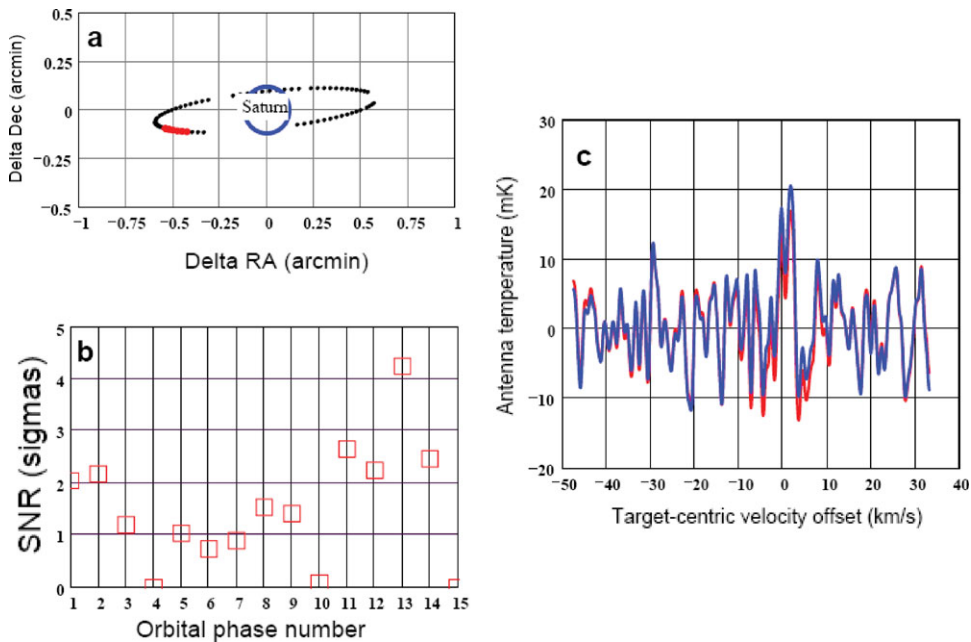 a
Delta Dec (arcmin)
0.5
0.25
0
−0.25
−0.5
Saturn
−1
−0.75
−0.5
−0.25
0
0.25
0.5
0.75
1
Delta RA (arcmin)
b
SNR (sigmas)
5
4
3
2
1
0
1 2 3 4 5 6 7 8 9 10 11 12 13 14 15
Orbital phase number
c
Antenna temperature (mK)
30
20
10
0
−10
−20
−50 −40 −30 −20 −10 0 10 20 30 40
Target-centric velocity offset (km/s)